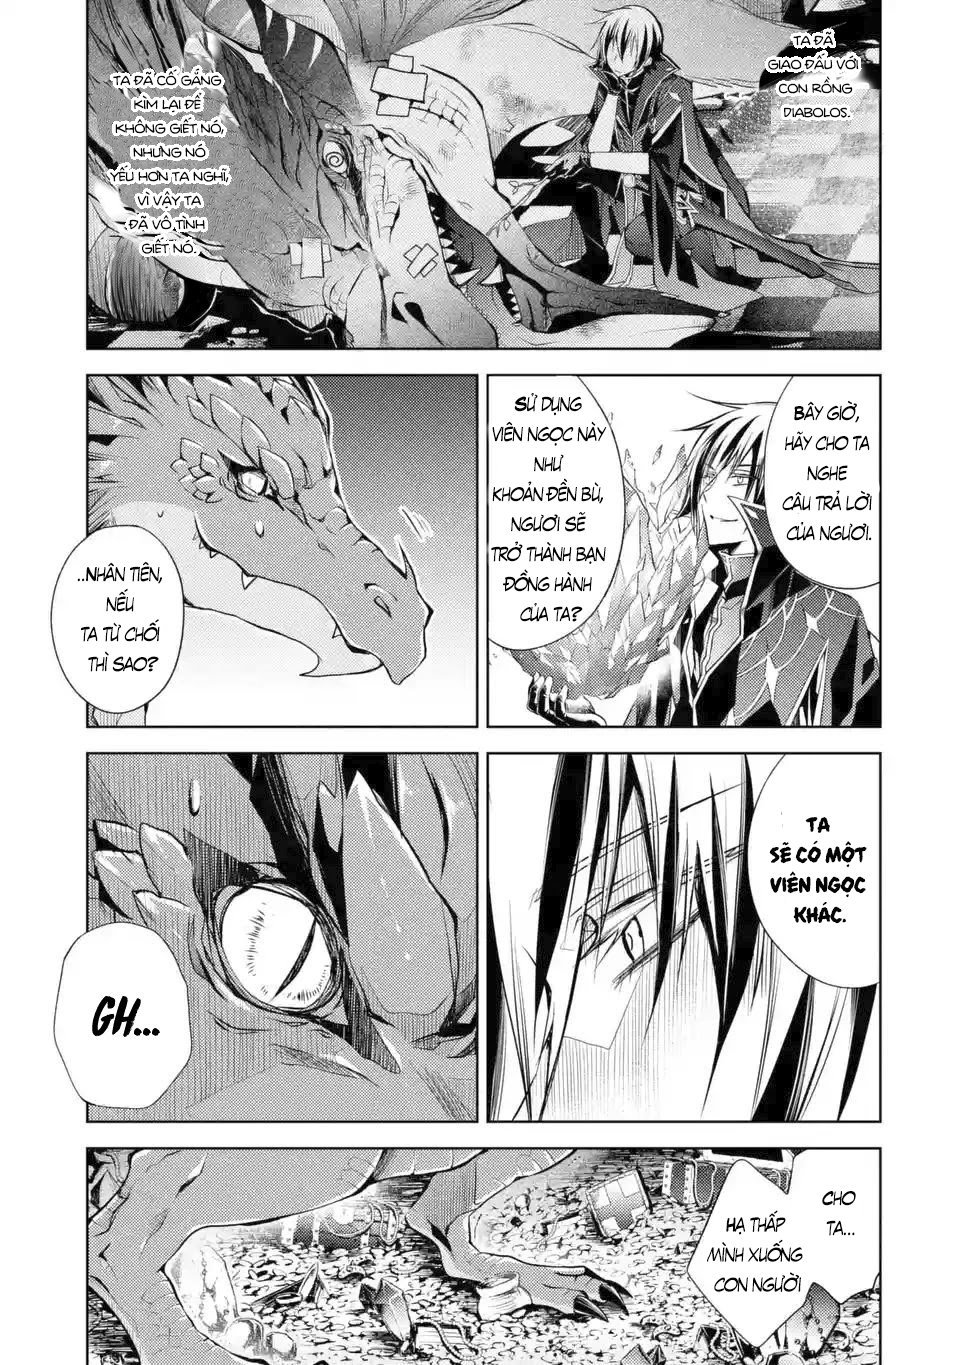 TA ĐÃ
GIAO ĐẤU VỚI
CON RỒNG
DIABOLOS.
TA ĐÃ CỐ GẮNG
KÌM LẠI ĐỂ
KHÔNG GIẾT NÓ,
NHƯNG NÓ
YẾU HƠN TA NGHĨ,
VÌ VẬY TA
ĐÃ VÔ TÌNH
GIẾT NÓ.
BÂY GIỜ,
HÃY CHO TA
NGHE
CÂU TRẢ LỜI
CỦA NGƯƠI.
SỬ DỤNG
VIÊN NGỌC NÀY
NHƯ
KHOẢN ĐỀN BÙ,
NGƯƠI SẼ
TRỞ THÀNH BẠN
ĐỒNG HÀNH
CỦA TA?
..NHÂN TIỆN,
NẾU
TA TỪ CHỐI
THÌ SAO?
TA
SẼ CÓ MỘT
VIÊN NGỌC
KHÁC.
GH...
CHO
TA...
HẠ THẤP
MÌNH XUỐNG
CON NGƯỜI